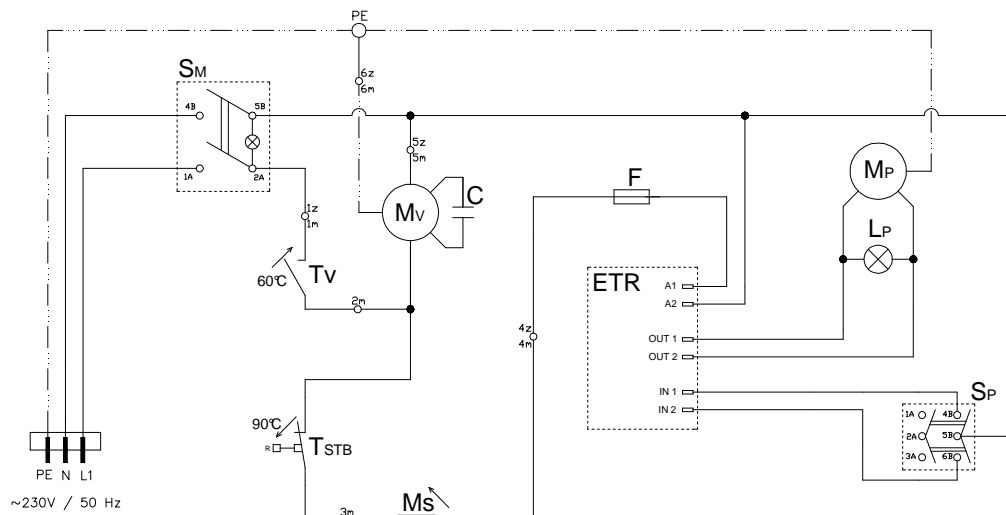 PE
6z
6m
SM
4B
5B
1A
2A
5z
5m
1z
1m
MV
C
60°C
TV
2m
F
MP
LP
ETR
A1
A2
OUT 1
OUT 2
IN 1
IN 2
4z
4m
SP
1A
4B
2A
5B
3A
6B
90°C
R
TSTB
PE N L1
~230V / 50 Hz
3m
Ms